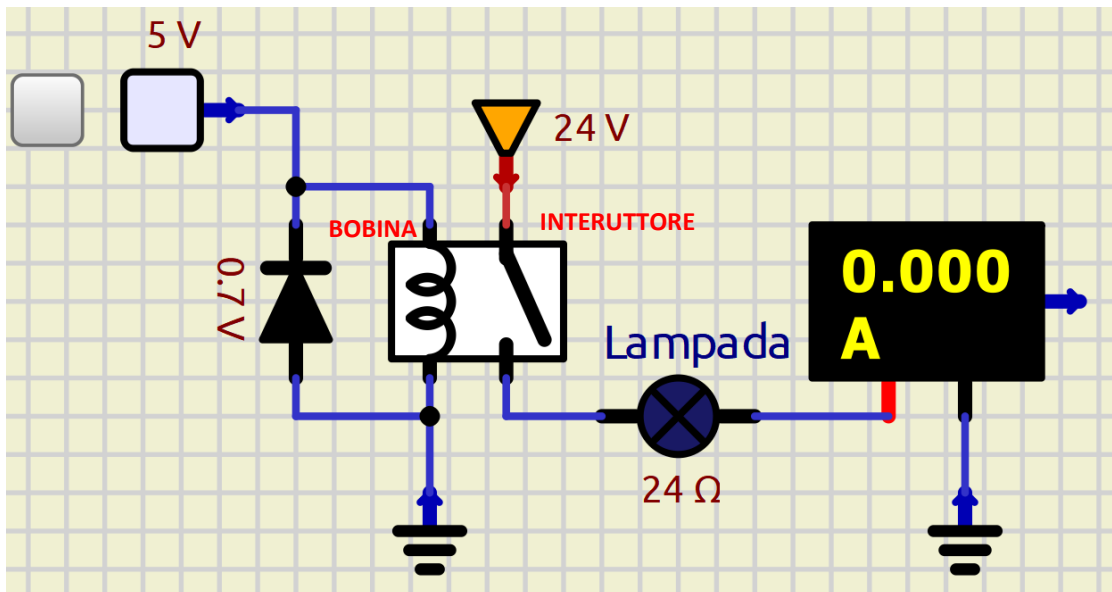 5 V
24 V
BOBINA
INTERUTTORE
0.7 V
0.000
A
Lampada
24 Ω